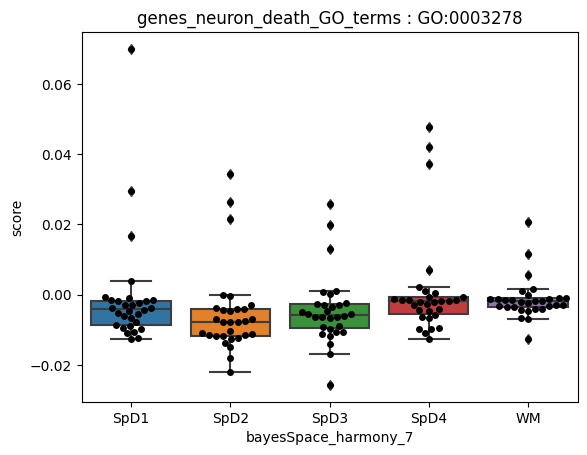 genes_neuron_death_GO_terms : GO:0003278
0.06
0.04
0.02
0.00
−0.02
score
SpD1 SpD2 SpD3 SpD4 WM
bayesSpace_harmony_7